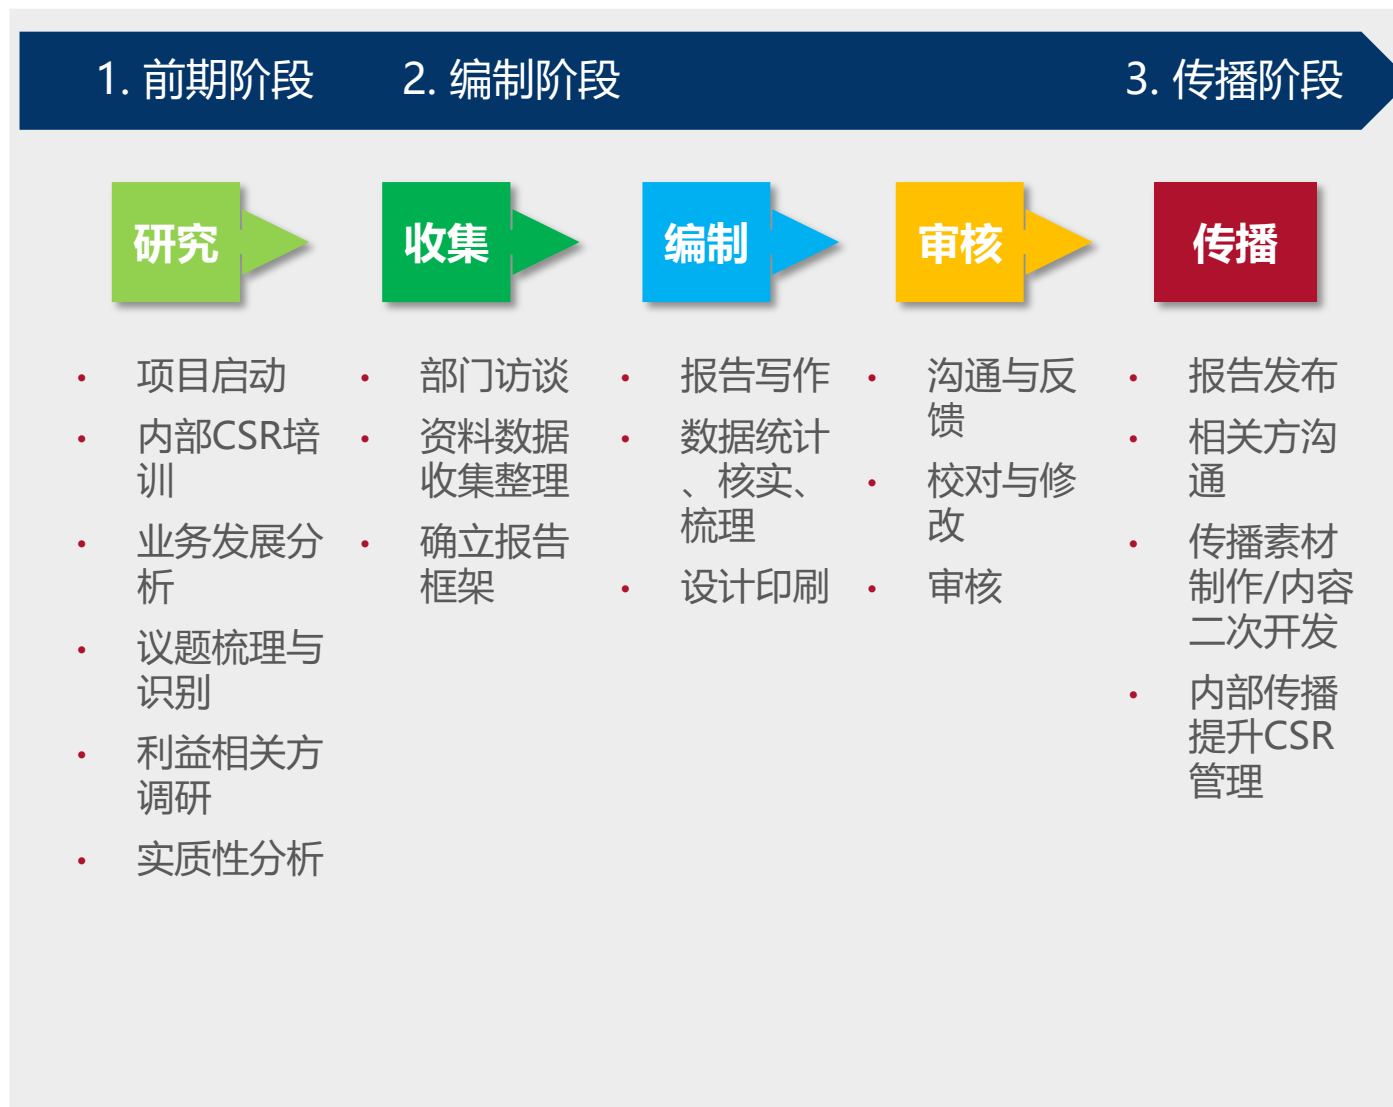 1. 前期阶段
2. 编制阶段
3. 传播阶段
研究
收集
编制
审核
传播
• 项目启动
• 内部CSR培
训
• 业务发展分
析
• 议题梳理与
识别
• 利益相关方
调研
• 实质性分析
• 部门访谈
• 资料数据
收集整理
• 确立报告
框架
• 报告写作
• 数据统计
、核实、
梳理
• 设计印刷
• 沟通与反
馈
• 校对与修
改
• 审核
• 报告发布
• 相关方沟
通
• 传播素材
制作/内容
二次开发
• 内部传播
提升CSR
管理